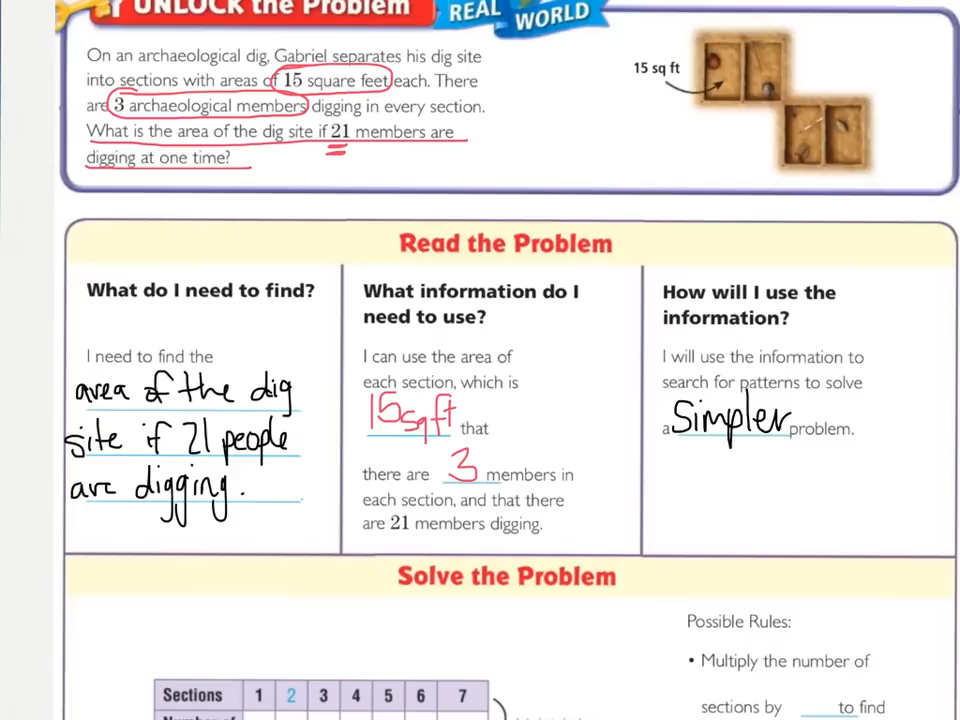 UNLOCK the Problem
REAL
WORLD
On an archaeological dig, Gabriel separates his dig site
into sections with areas of 15 square feet each. There
are 3 archaeological members digging in every section.
What is the area of the dig site if 21 members are
digging at one time?
15 sq ft
Read the Problem
What do I need to find?
I need to find the
area of the dig
site if 21 people
are digging.
What information do I
need to use?
I can use the area of
each section, which is
15 sq ft that
there are 3 members in
each section, and that there
are 21 members digging.
How will I use the
information?
I will use the information to
search for patterns to solve
a simpler problem.
Solve the Problem
Possible Rules:
• Multiply the number of
sections by ____ to find
Sections 1 2 3 4 5 6 7